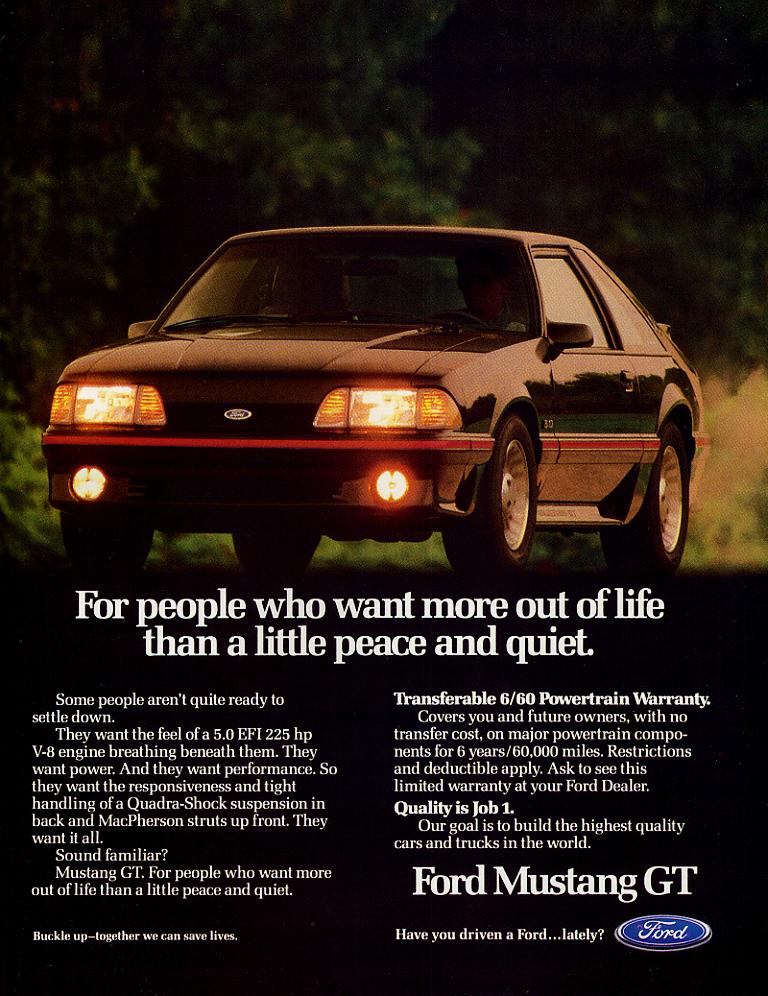 Ford
5.0
For people who want more out of life
than a little peace and quiet.
Some people aren't quite ready to
settle down.
They want the feel of a 5.0 EFI 225 hp
V-8 engine breathing beneath them. They
want power. And they want performance. So
they want the responsiveness and tight
handling of a Quadra-Shock suspension in
back and MacPherson struts up front. They
want it all.
Sound familiar?
Mustang GT. For people who want more
out of life than a little peace and quiet.
Buckle up–together we can save lives.
Transferable 6/60 Powertrain Warranty.
Covers you and future owners, with no
transfer cost, on major powertrain compo-
nents for 6 years/60,000 miles. Restrictions
and deductible apply. Ask to see this
limited warranty at your Ford Dealer.
Quality is Job 1.
Our goal is to build the highest quality
cars and trucks in the world.
Ford Mustang GT
Have you driven a Ford...lately?
Ford